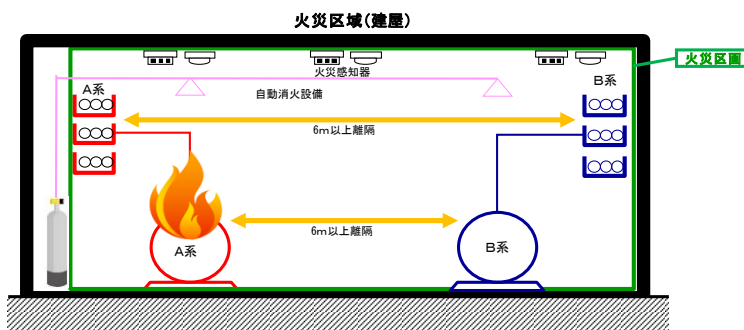 火災区域(建屋)
火災区画
火災感知器
A系
B系
自動消火設備
6m以上離隔
6m以上離隔
A系
B系